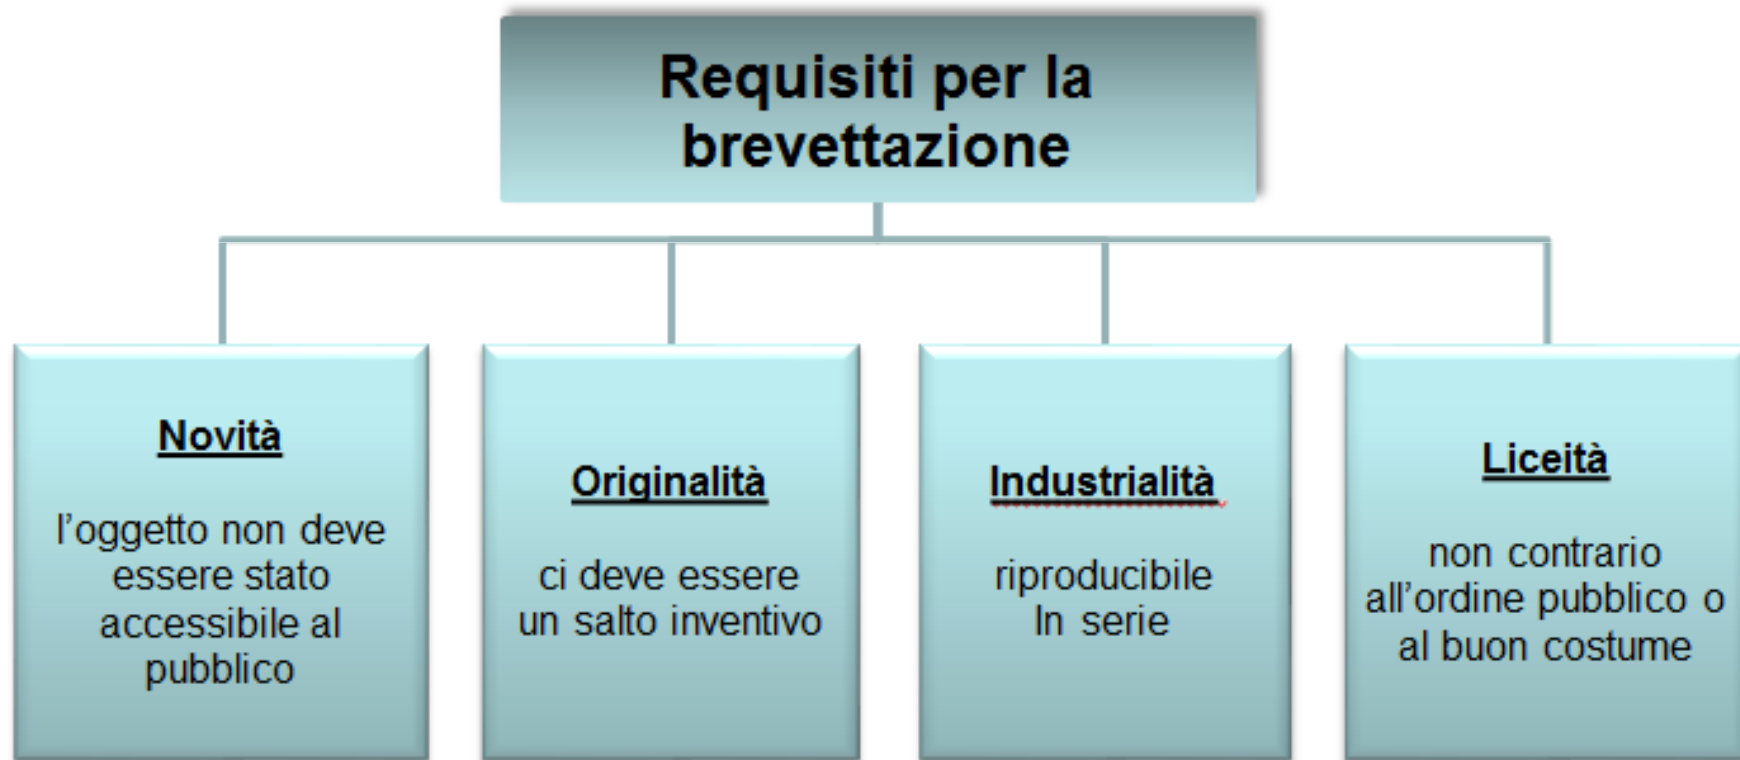 Requisiti per la
brevettazione
Novità
l'oggetto non deve
essere stato
accessibile al
pubblico
Originalità
ci deve essere
un salto inventivo
Industrialità
riproducibile
In serie
Liceità
non contrario
all'ordine pubblico o
al buon costume